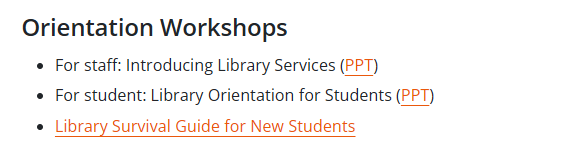 Orientation Workshops
For staff: Introducing Library Services (PPT)
For student: Library Orientation for Students (PPT)
Library Survival Guide for New Students